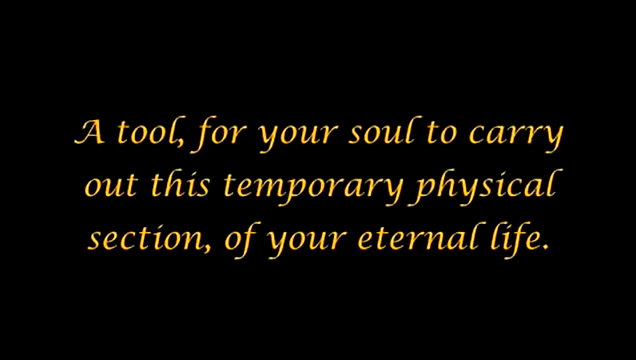 A tool, for your soul to carry
out this temporary physical
section, of your eternal life.